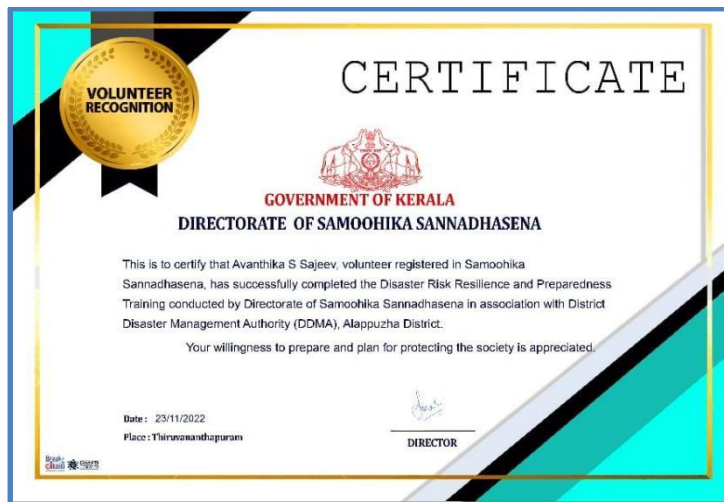 CERTIFICATE
VOLUNTEER
RECOGNITION
GOVERNMENT OF KERALA
DIRECTORATE OF SAMOOHIKA SANNADHASENA
This is to certify that Avanthika S Sajeev, volunteer registered in Samoohika
Sannadhasena, has successfully completed the Disaster Risk Resilience and Preparedness
Training conducted by Directorate of Samoohika Sannadhasena in association with District
Disaster Management Authority (DDMA), Alappuzha District.
Your willingness to prepare and plan for protecting the society is appreciated.
Date : 23/11/2022
Place : Thiruvananthapuram
DIRECTOR